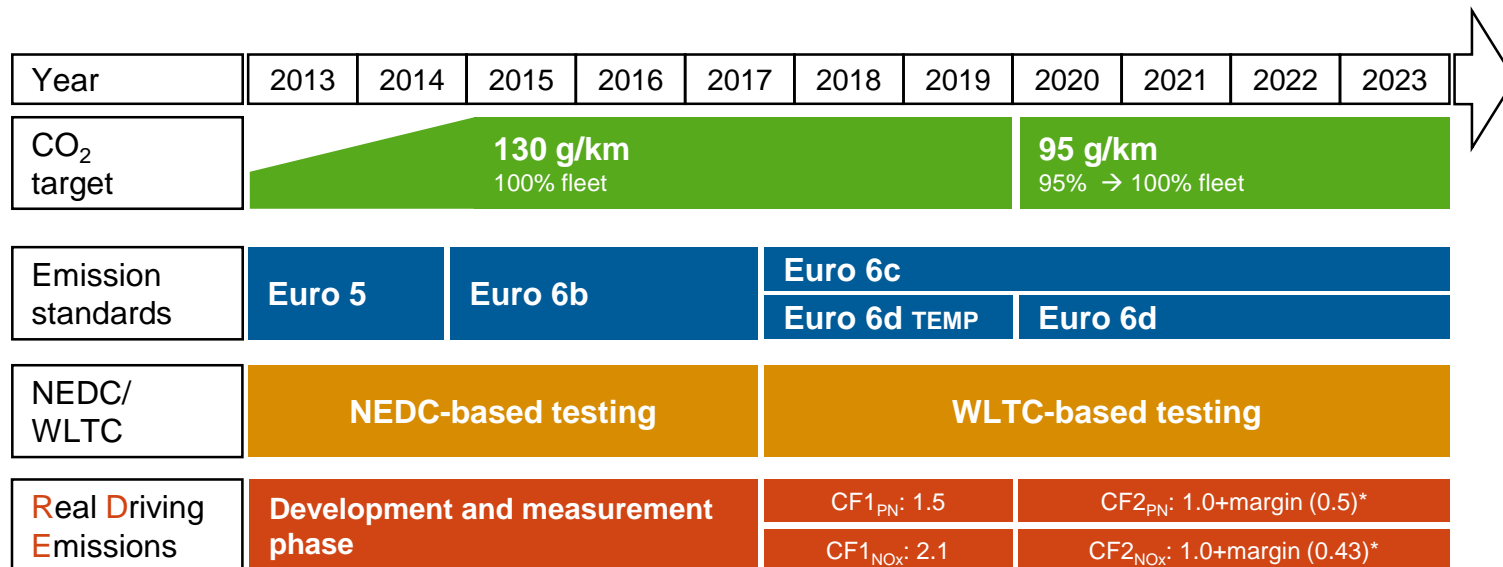 Year 2013 2014 2015 2016 2017 2018 2019 2020 2021 2022 2023
CO2
target
130 g/km
100% fleet
95 g/km
95% → 100% fleet
Emission
standards
Euro 5
Euro 6b
Euro 6c
Euro 6d TEMP
Euro 6d
NEDC/
WLTC
NEDC-based testing
WLTC-based testing
Real Driving
Emissions
Development and measurement
phase
CF1PN: 1.5
CF2PN: 1.0+margin (0.5)*
CF1NOx: 2.1
CF2NOx: 1.0+margin (0.43)*